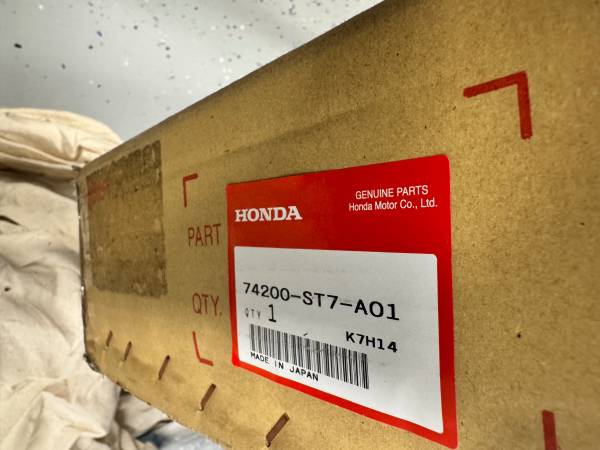 HONDA
GENUINE PARTS
Honda Motor Co., Ltd.
PART
74200-ST7-A01
QTY.
QTY 1
K7H14
MADE IN JAPAN